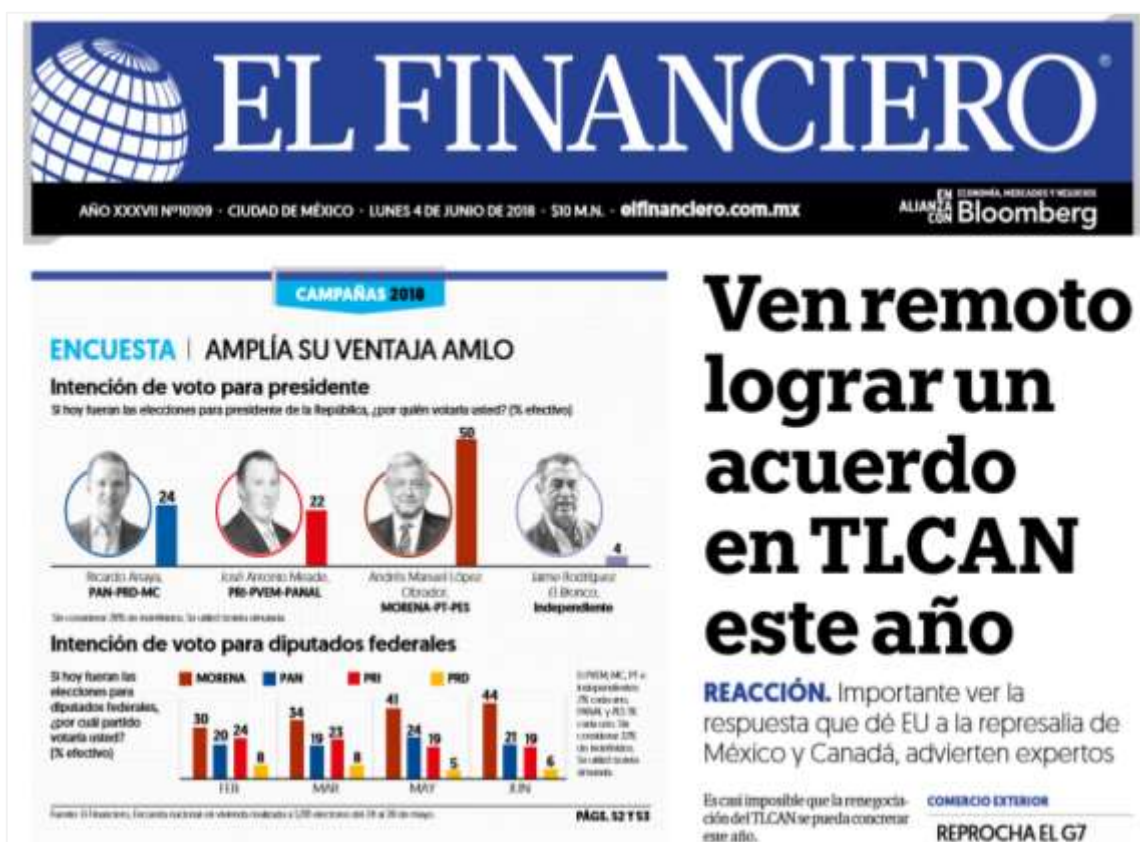 EL FINANCIERO
AÑO XXXVII Nº10109 · CIUDAD DE MÉXICO · LUNES 4 DE JUNIO DE 2018 · $10 M.N. · elfinanciero.com.mx
EN ALIANZA CON
ECONOMÍA, MERCADOS Y NEGOCIOS
Bloomberg
CAMPAÑAS 2018
ENCUESTA | AMPLÍA SU VENTAJA AMLO
Intención de voto para presidente
Si hoy fueran las elecciones para presidente de la República, ¿por quién votaría usted? (% efectivo)
24
22
50
4
Ricardo Anaya,
PAN-PRD-MC
José Antonio Meade,
PRI-PVEM-PANAL
Andrés Manuel López
Obrador,
MORENA-PT-PES
Jaime Rodríguez
El Bronco,
Independiente
Intención de voto para diputados federales
Si hoy fueran las
elecciones para
diputados federales,
¿por cuál partido
votaría usted?
(% efectivo)
MORENA PAN PRI PRD
30 20 24 8
34 19 23 8
41 24 19 5
44 21 19 6
FEB MAR MAY JUN
PÁGS. 52 Y 53
Ven remoto
lograr un
acuerdo
en TLCAN
este año
REACCIÓN. Importante ver la
respuesta que dé EU a la represalia de
México y Canadá, advierten expertos
Es casi imposible que la renegocia-
ción del TLCAN se pueda concretar
este año.
COMERCIO EXTERIOR
REPROCHA EL G7